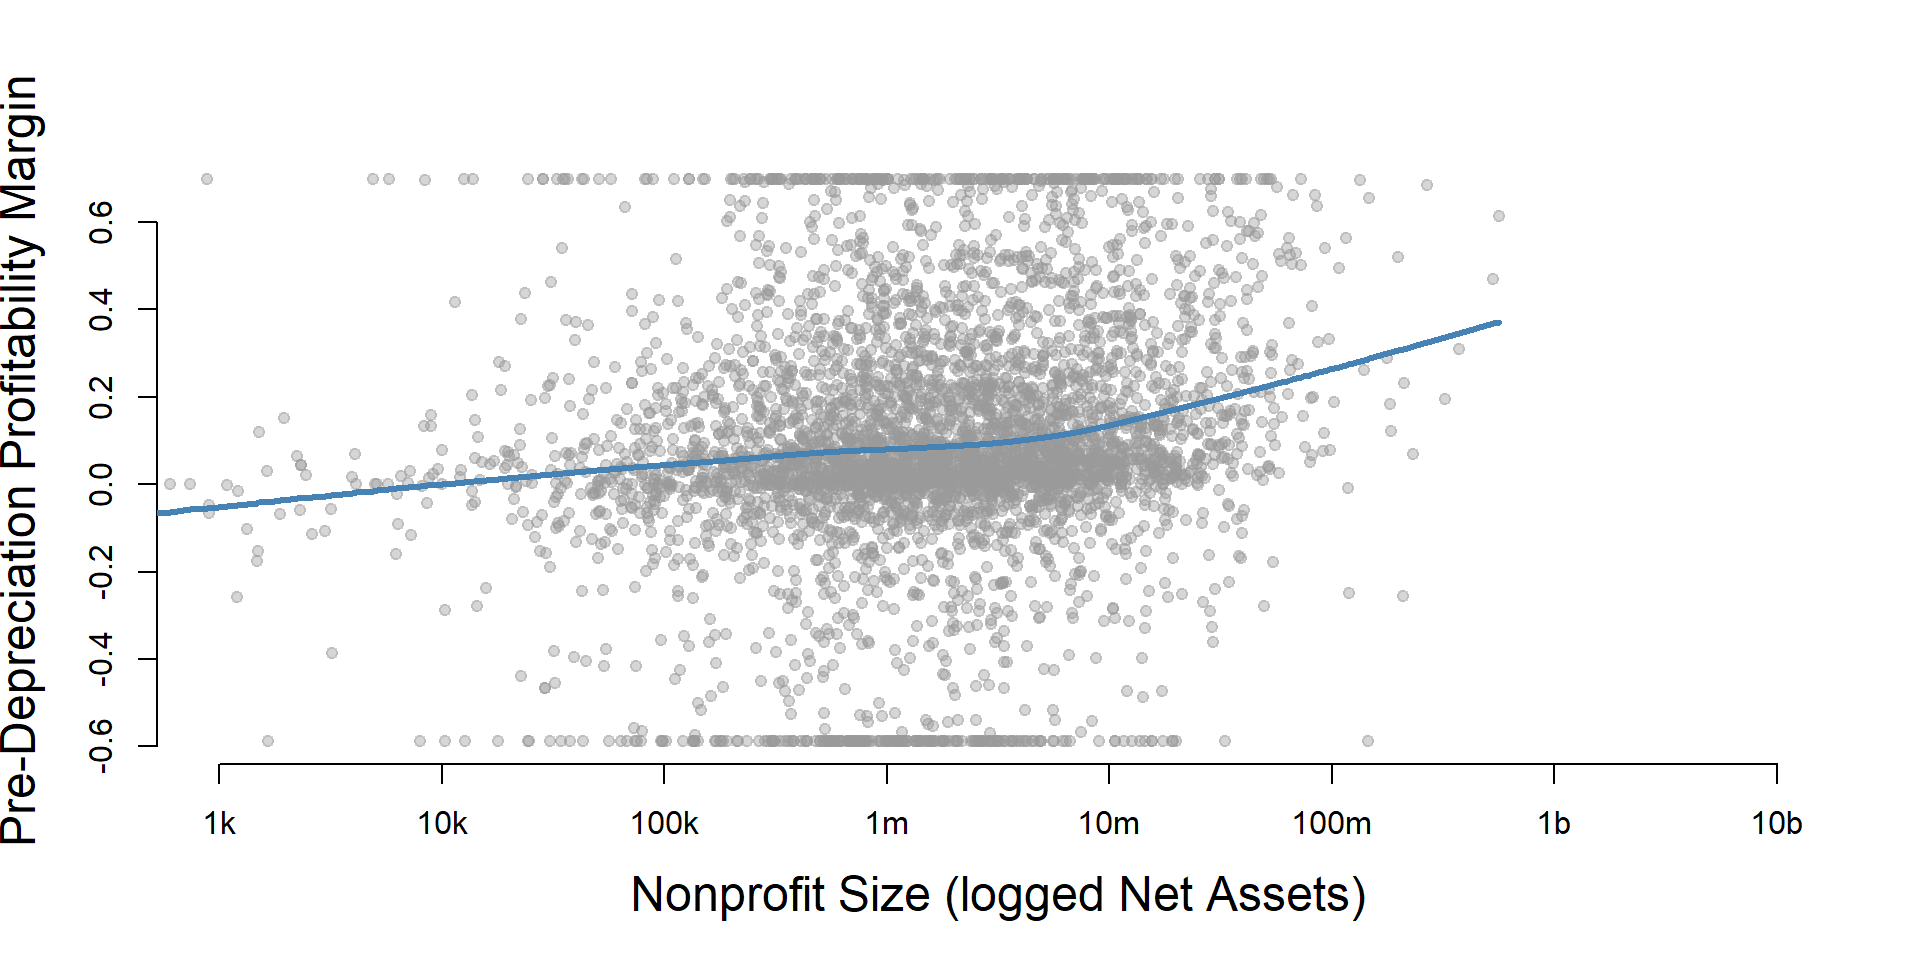 Pre-Depreciation Profitability Margin
0.6
0.4
0.2
0.0
-0.2
-0.4
-0.6
1k 10k 100k 1m 10m 100m 1b 10b
Nonprofit Size (logged Net Assets)